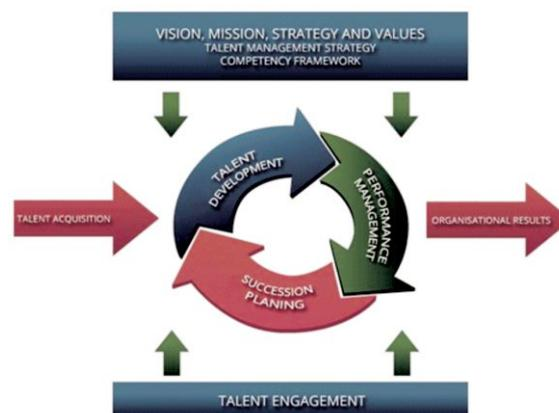 VISION, MISSION, STRATEGY AND VALUES
TALENT MANAGEMENT STRATEGY
COMPETENCY FRAMEWORK
TALENT
DEVELOPMENT
PERFORMANCE
MANAGEMENT
TALENT ACQUISITION
ORGANISATIONAL RESULTS
SUCCESSION
PLANING
TALENT ENGAGEMENT